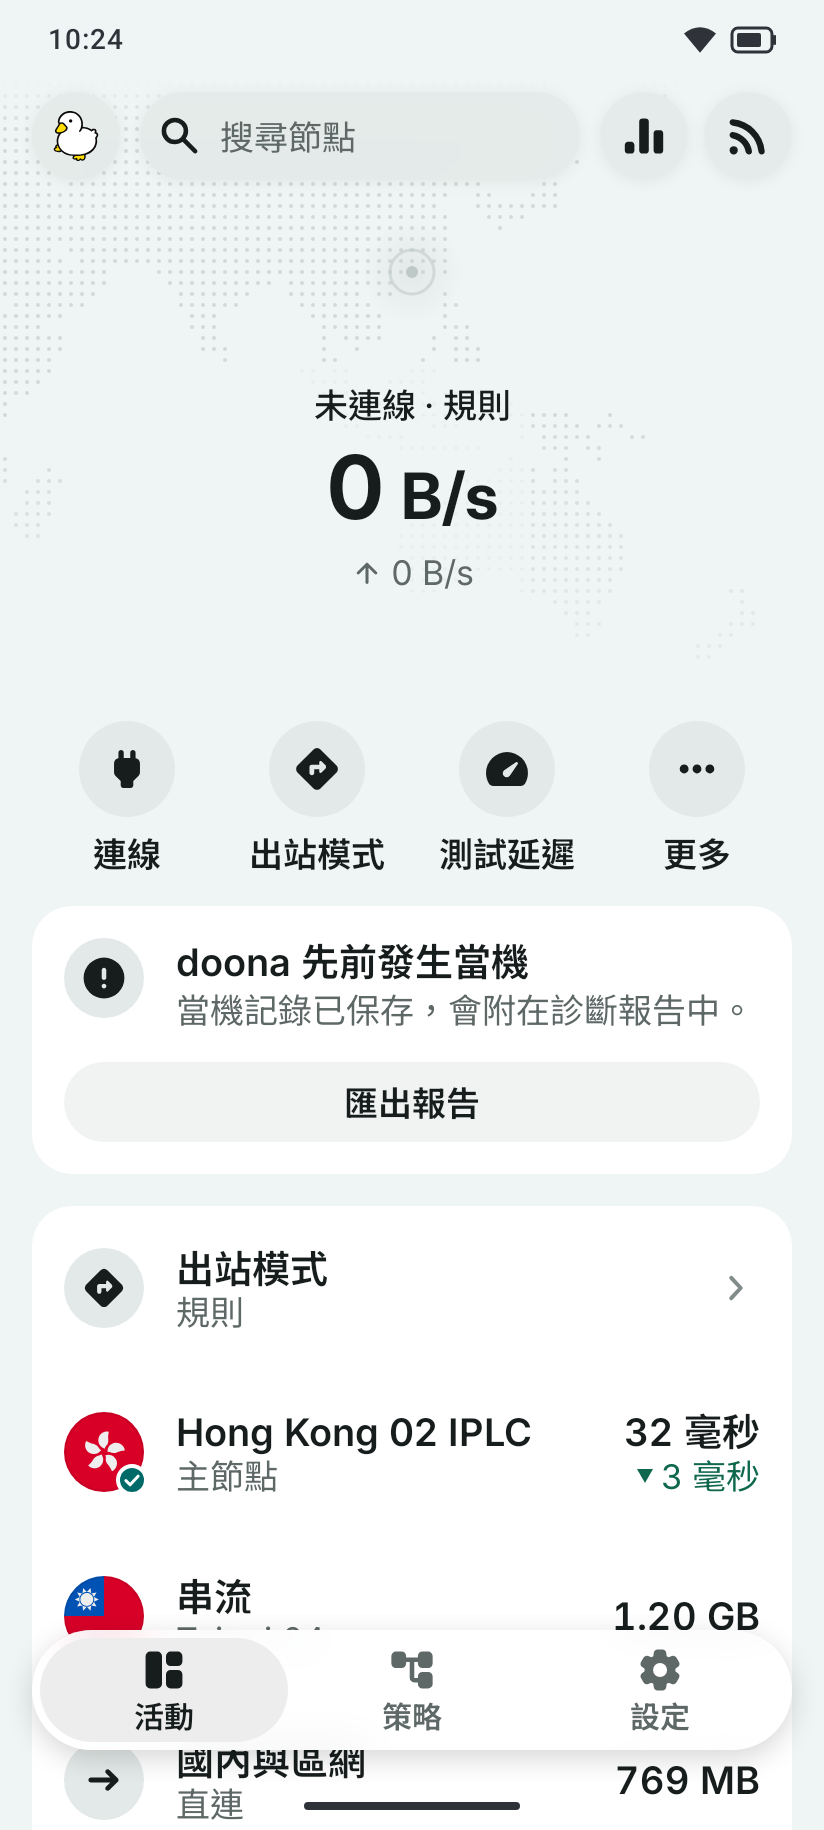 10:24
搜尋節點
未連線 · 規則
0 B/s
↑ 0 B/s
連線
出站模式
測試延遲
更多
doona 先前發生當機
當機記錄已保存，會附在診斷報告中。
匯出報告
出站模式
規則
Hong Kong 02 IPLC
32 毫秒
主節點
▼3 毫秒
串流
1.20 GB
活動
策略
設定
國內與區網
769 MB
直連